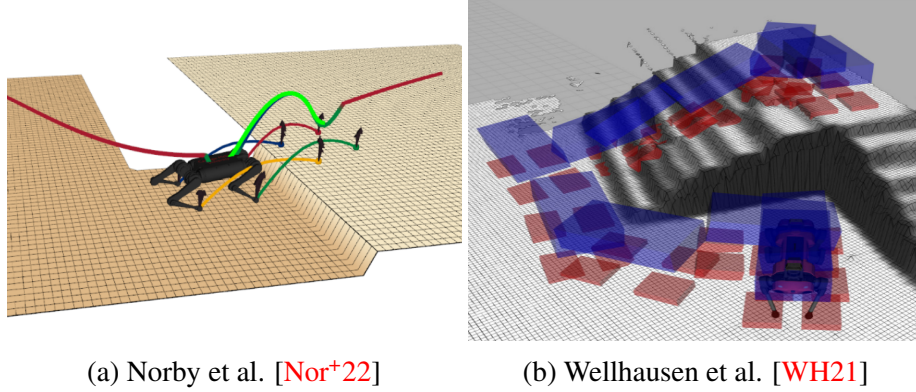 (a) Norby et al. [Nor+22]
(b) Wellhausen et al. [WH21]